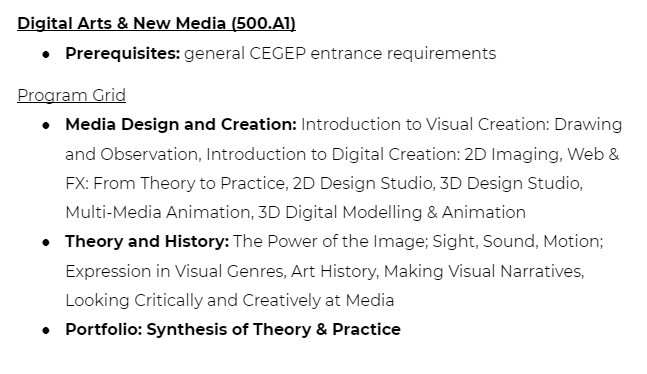 Digital Arts & New Media (500.A1)
● Prerequisites: general CEGEP entrance requirements
Program Grid
● Media Design and Creation: Introduction to Visual Creation: Drawing
and Observation, Introduction to Digital Creation: 2D Imaging, Web &
FX: From Theory to Practice, 2D Design Studio, 3D Design Studio,
Multi-Media Animation, 3D Digital Modelling & Animation
● Theory and History: The Power of the Image; Sight, Sound, Motion;
Expression in Visual Genres, Art History, Making Visual Narratives,
Looking Critically and Creatively at Media
● Portfolio: Synthesis of Theory & Practice